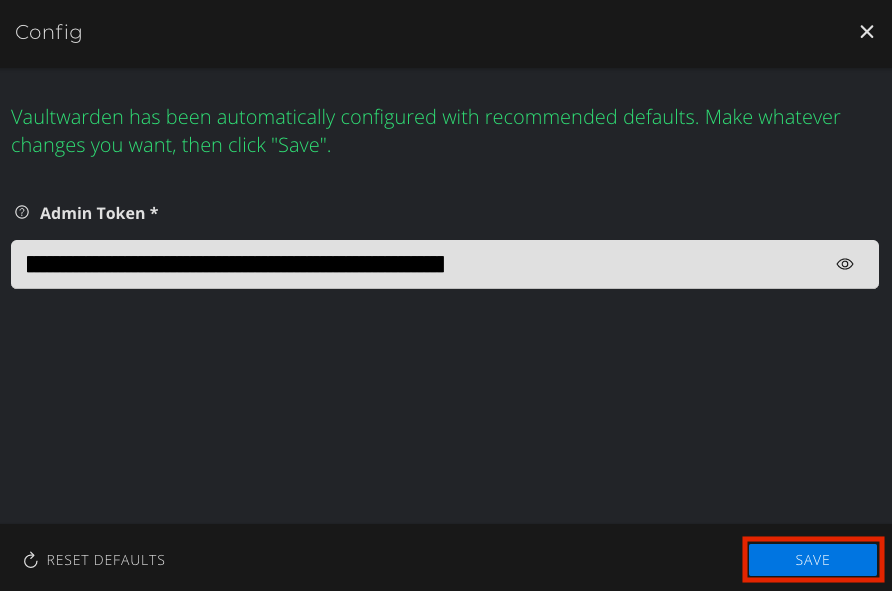 Config
Vaultwarden has been automatically configured with recommended defaults. Make whatever
changes you want, then click "Save".
Admin Token *
RESET DEFAULTS
SAVE